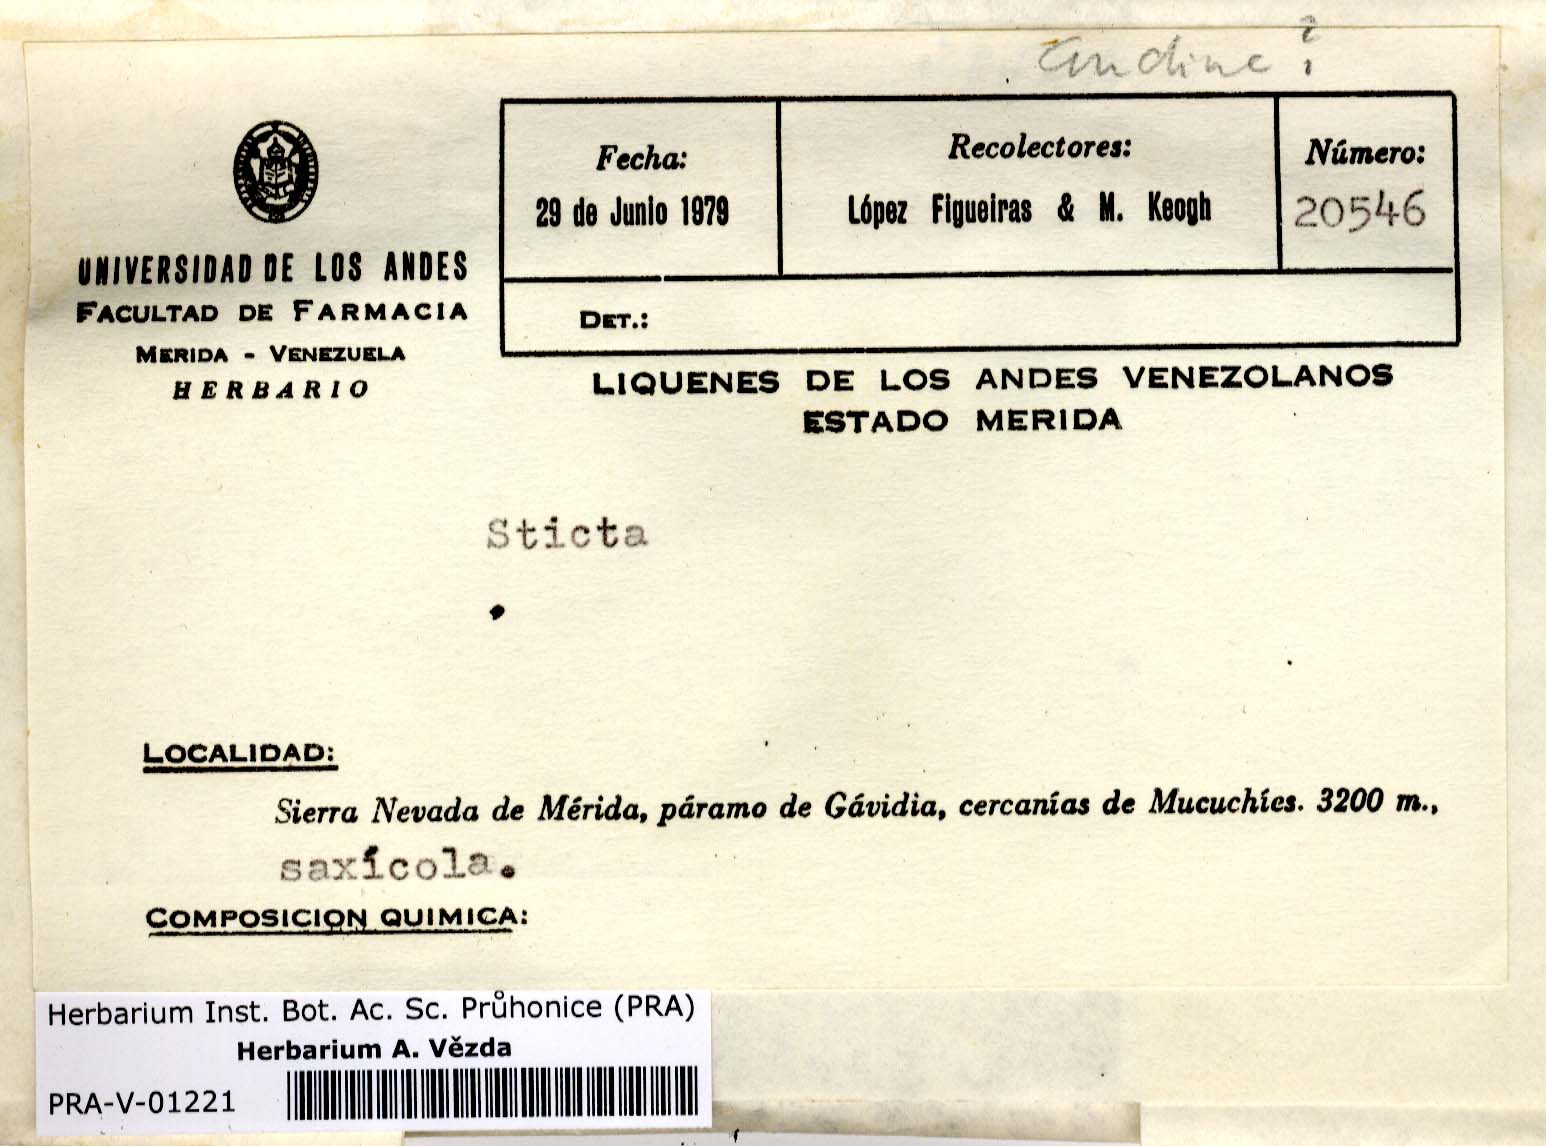 andina ?
Fecha:
29 de Junio 1979
Recolectores:
López Figueiras & M. Keogh
Número:
20546
DET.:
UNIVERSIDAD DE LOS ANDES
FACULTAD DE FARMACIA
MERIDA - VENEZUELA
HERBARIO
LIQUENES DE LOS ANDES VENEZOLANOS
ESTADO MERIDA
Sticta
LOCALIDAD:
Sierra Nevada de Mérida, páramo de Gávidia, cercanías de Mucuchíes. 3200 m.,
saxícola.
COMPOSICION QUIMICA:
Herbarium Inst. Bot. Ac. Sc. Průhonice (PRA)
Herbarium A. Vězda
PRA-V-01221